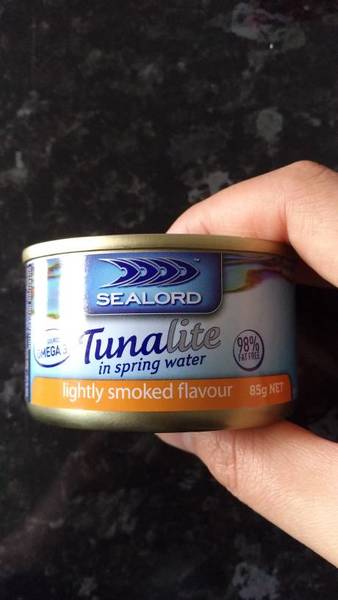 SEALORD
OMEGA 3
Tunalite
in spring water
98%
FAT FREE
lightly smoked flavour
85g NET